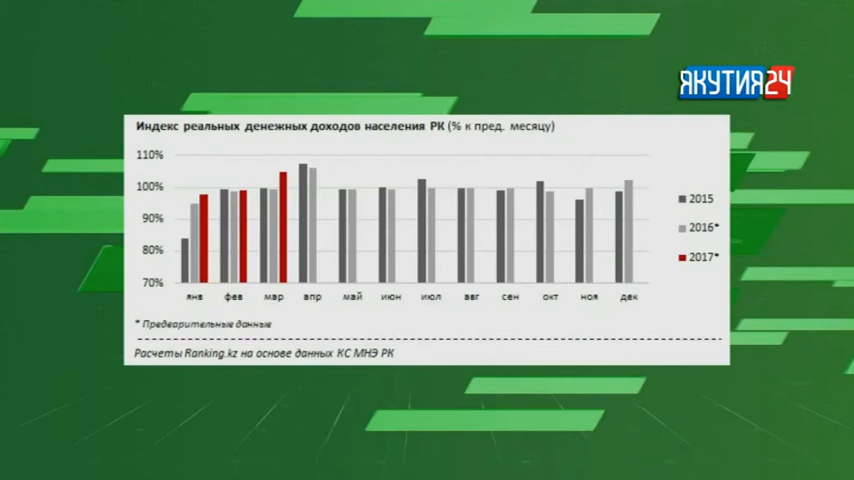 ЯКУТИЯ24
Индекс реальных денежных доходов населения РК (% к пред. месяцу)
110%
100%
90%
80%
70%
янв фев мар апр май июн июл авг сен окт ноя дек
2015
2016*
2017*
* Предварительные данные
Расчеты Ranking.kz на основе данных КС МНЭ РК